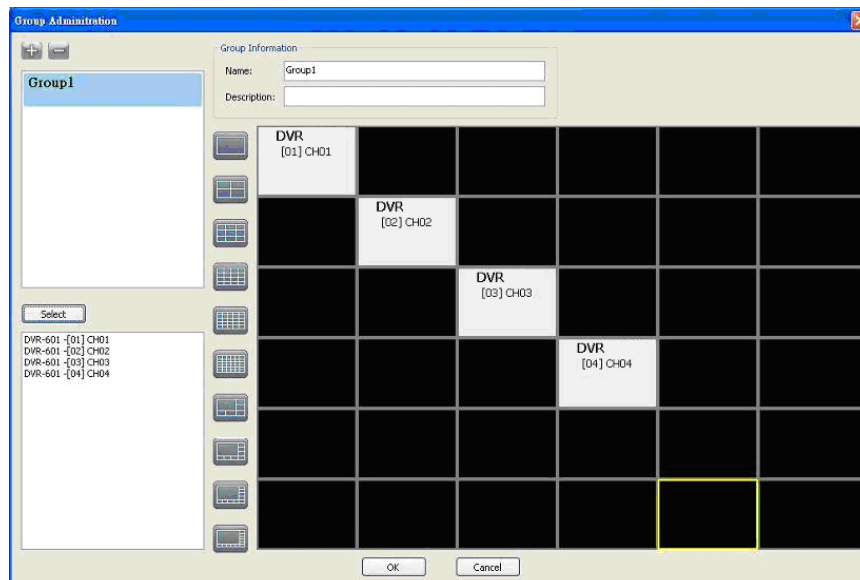 Group Adminitration
Group Information
Name: Group1
Description:
Group1
DVR
[01] CH01
DVR
[02] CH02
DVR
[03] CH03
DVR
[04] CH04
Select
DVR-601 -[01] CH01
DVR-601 -[02] CH02
DVR-601 -[03] CH03
DVR-601 -[04] CH04
OK Cancel